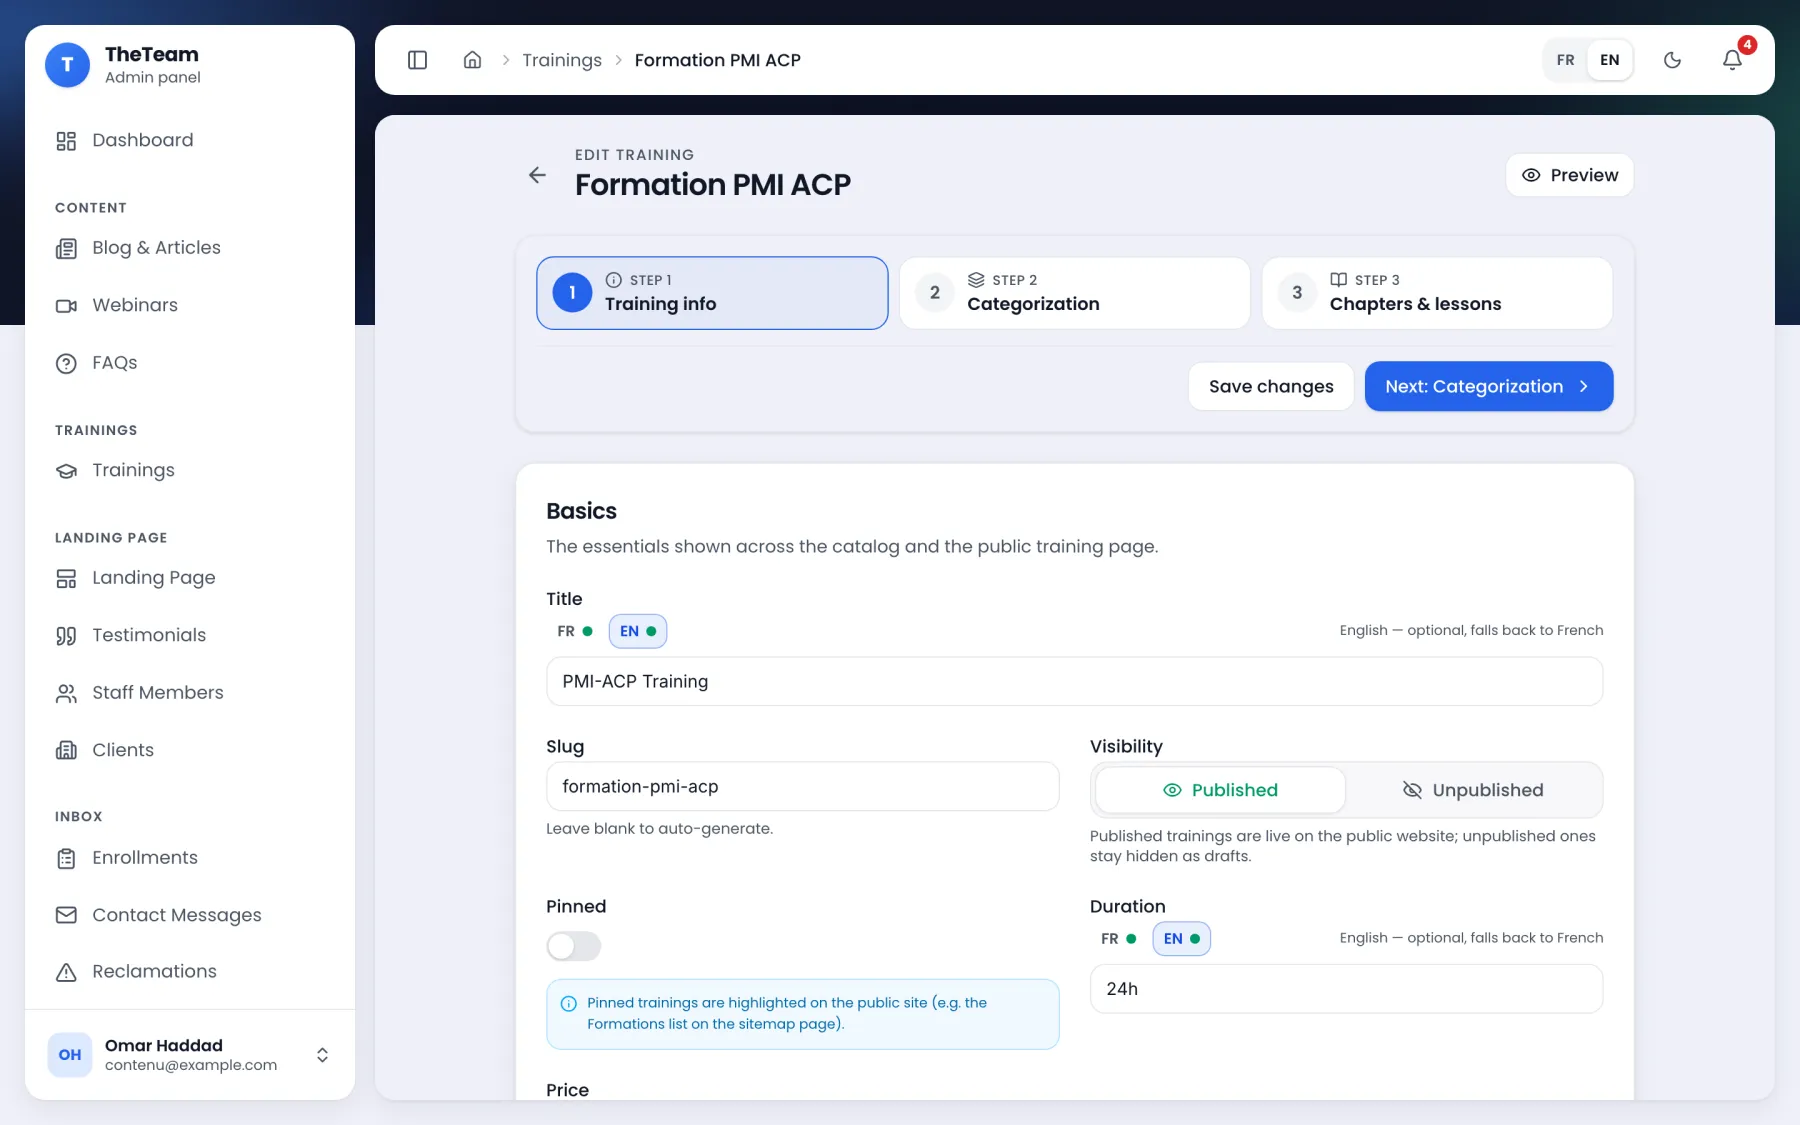 T
TheTeam
Admin panel
Dashboard
CONTENT
Blog & Articles
Webinars
FAQs
TRAININGS
Trainings
LANDING PAGE
Landing Page
Testimonials
Staff Members
Clients
INBOX
Enrollments
Contact Messages
Reclamations
OH
Omar Haddad
contenu@example.com
Trainings
Formation PMI ACP
FR
EN
4
EDIT TRAINING
Formation PMI ACP
Preview
1
STEP 1
Training info
2
STEP 2
Categorization
3
STEP 3
Chapters & lessons
Save changes
Next: Categorization
Basics
The essentials shown across the catalog and the public training page.
Title
FR
EN
English — optional, falls back to French
PMI-ACP Training
Slug
formation-pmi-acp
Leave blank to auto-generate.
Visibility
Published
Unpublished
Published trainings are live on the public website; unpublished ones
stay hidden as drafts.
Pinned
Pinned trainings are highlighted on the public site (e.g. the
Formations list on the sitemap page).
Duration
FR
EN
English — optional, falls back to French
24h
Price